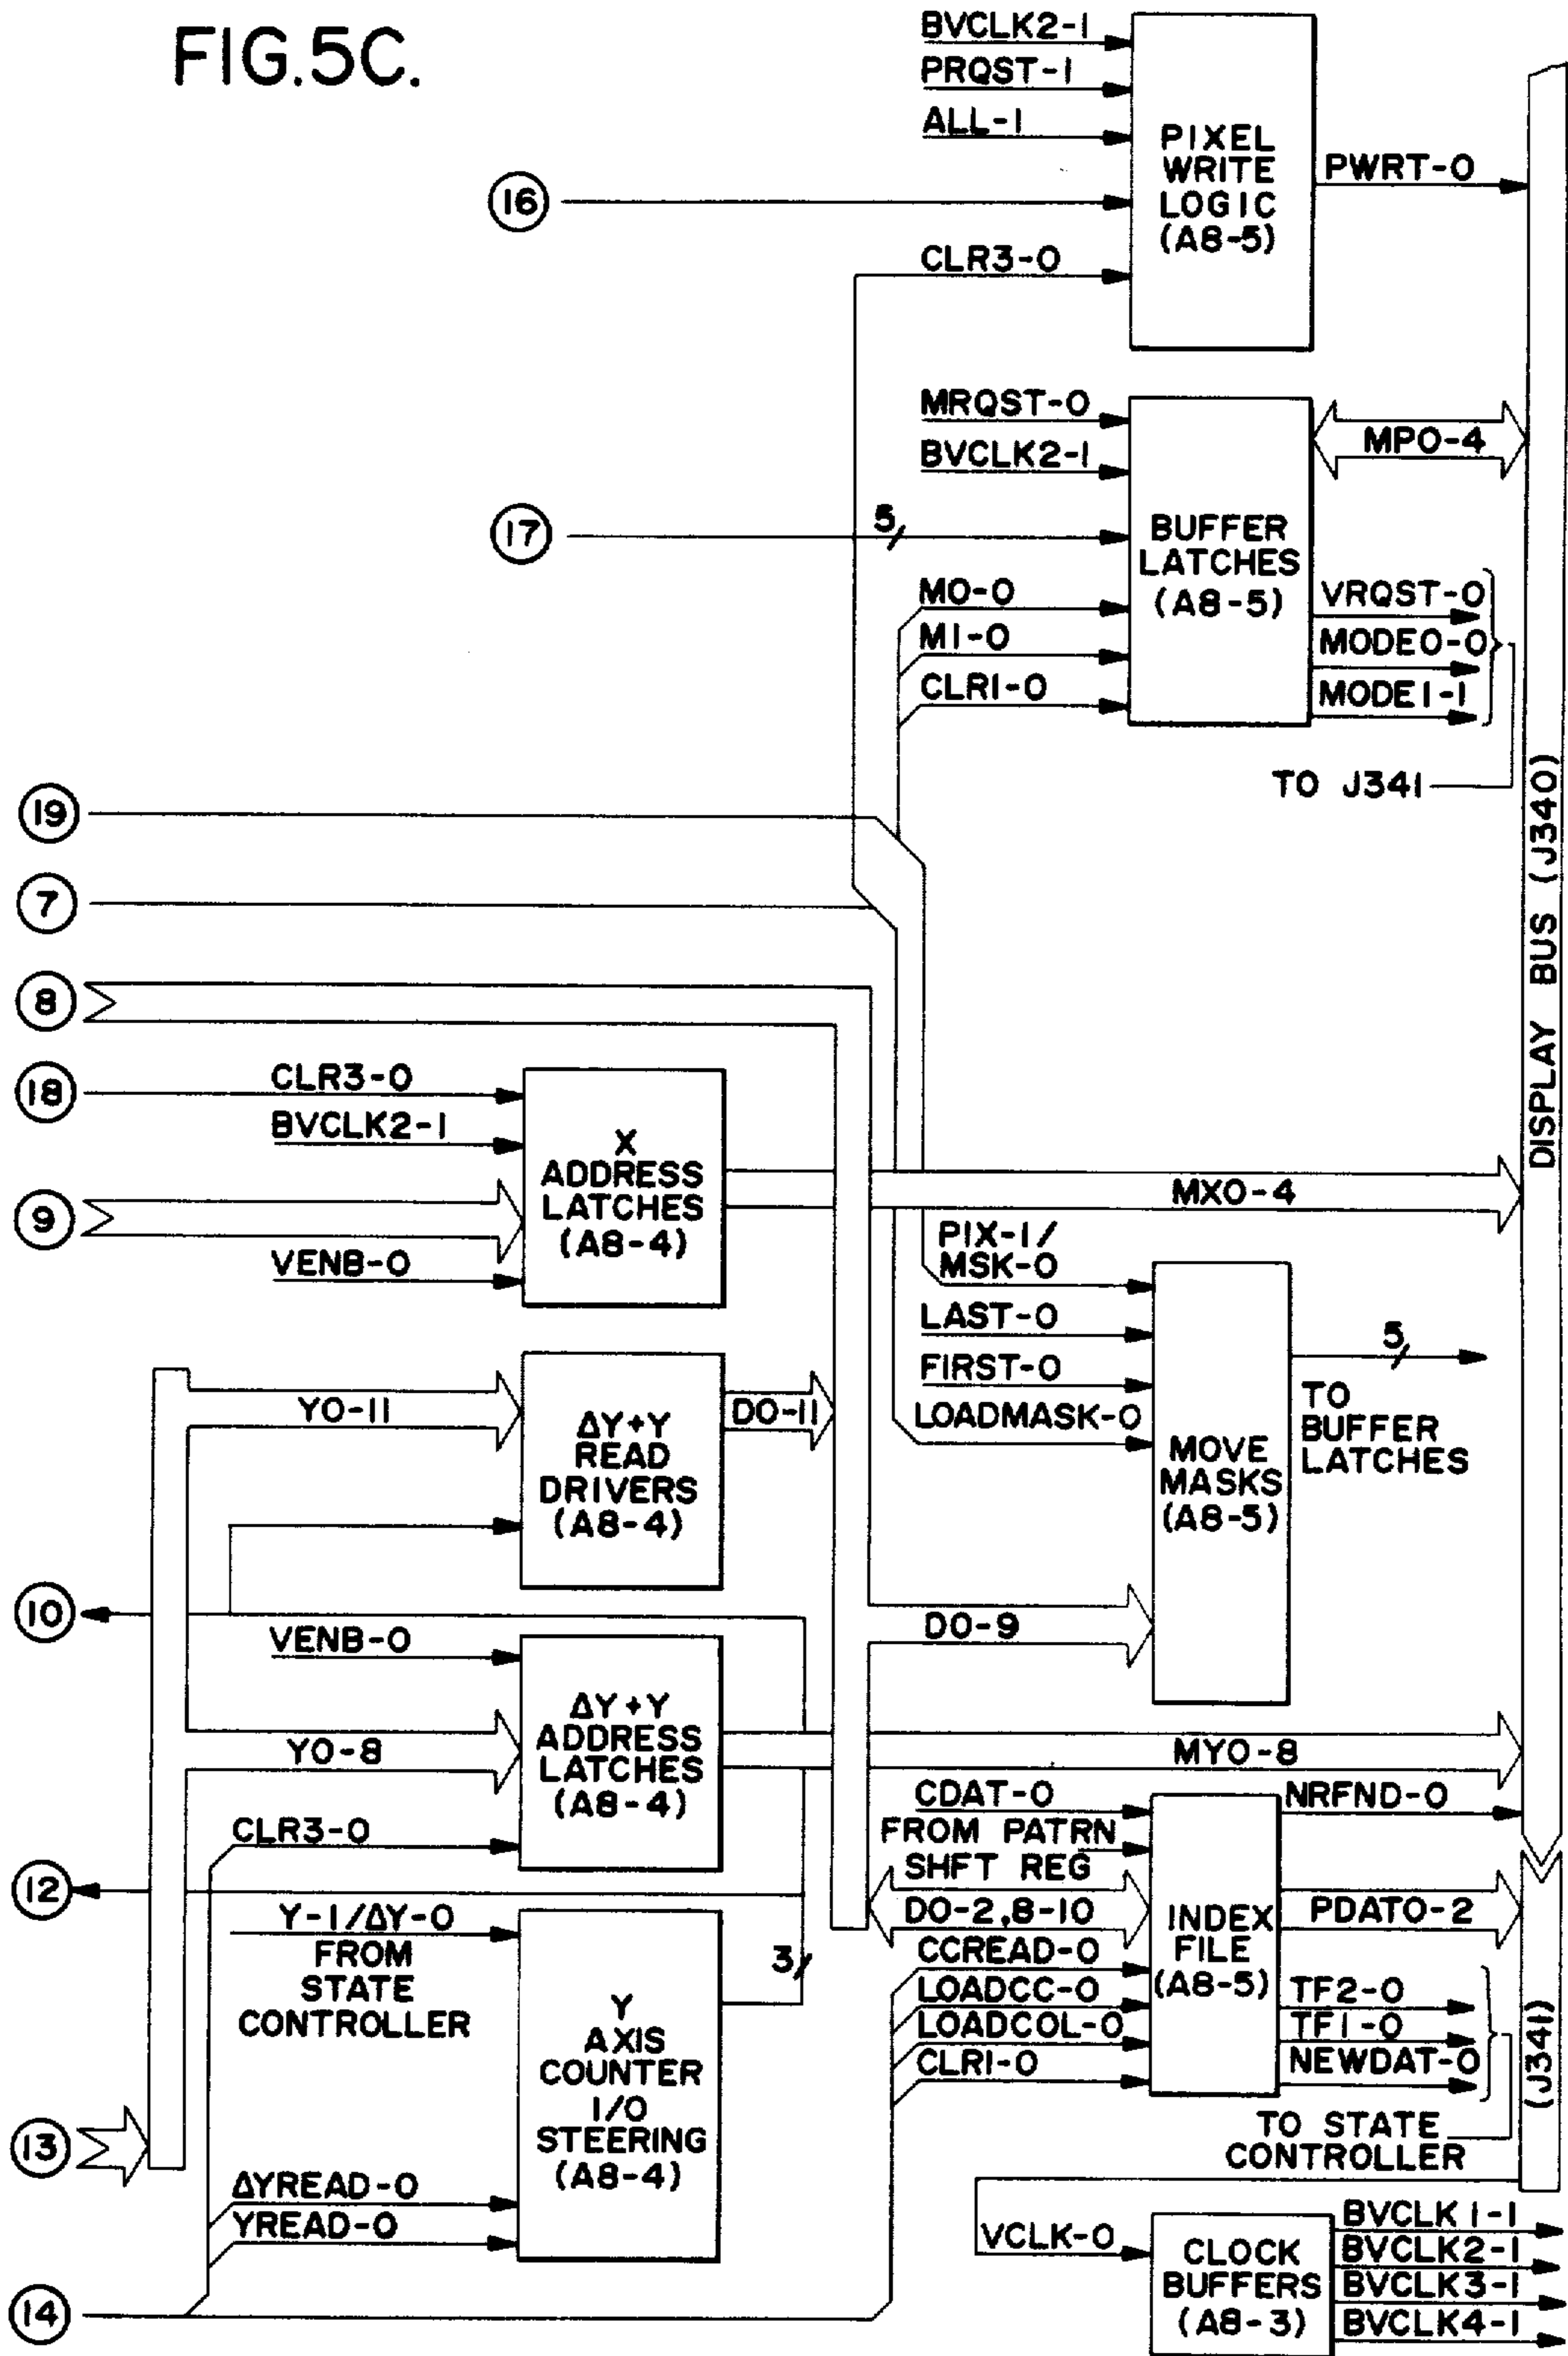 FIG.5C.
BVCLK2-1
PRQST-1
ALL-1
16
CLR3-0
PIXEL
WRITE
LOGIC
(A8-5)
PWRT-0
MRQST-0
BVCLK2-1
17
5
M0-0
M1-0
CLR1-0
BUFFER
LATCHES
(A8-5)
MP0-4
VRQST-0
MODE0-0
MODE1-1
TO J341
DISPLAY BUS (J340)
19
7
8
18
CLR3-0
BVCLK2-1
9
VENB-0
X
ADDRESS
LATCHES
(A8-4)
MX0-4
PIX-1/
MSK-0
LAST-0
FIRST-0
LOADMASK-0
MOVE
MASKS
(A8-5)
5
TO
BUFFER
LATCHES
Y0-11
ΔY+Y
READ
DRIVERS
(A8-4)
D0-11
10
D0-9
VENB-0
Y0-8
CLR3-0
ΔY+Y
ADDRESS
LATCHES
(A8-4)
MY0-8
12
CDAT-0
FROM PATRN
SHFT REG
D0-2,8-10
CCREAD-0
LOADCC-0
LOADCOL-0
CLR1-0
INDEX
FILE
(A8-5)
NRFND-0
PDAT0-2
TF2-0
TF1-0
NEWDAT-0
TO STATE
CONTROLLER
(J341)
Y-1/ΔY-0
FROM
STATE
CONTROLLER
3
Y
AXIS
COUNTER
I/O
STEERING
(A8-4)
13
ΔYREAD-0
YREAD-0
14
VCLK-0
CLOCK
BUFFERS
(A8-3)
BVCLK1-1
BVCLK2-1
BVCLK3-1
BVCLK4-1